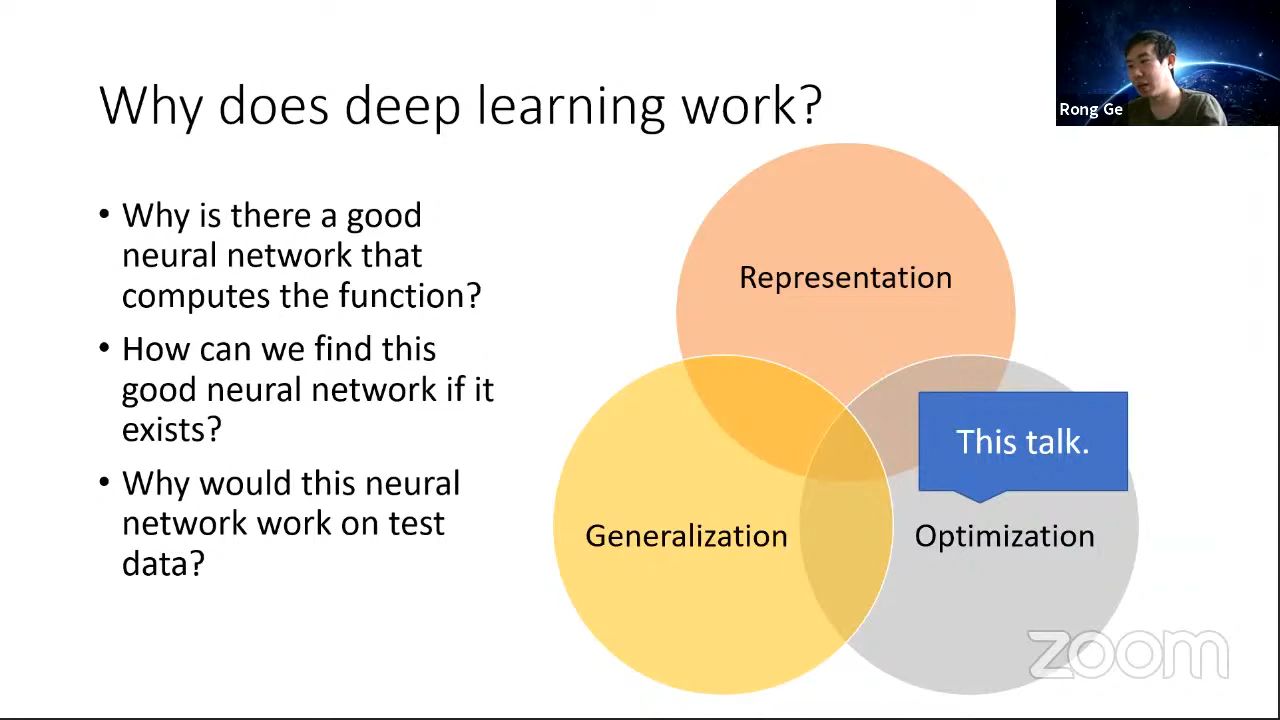 Why does deep learning work?
Rong Ge
• Why is there a good
neural network that
computes the function?
• How can we find this
good neural network if it
exists?
• Why would this neural
network work on test
data?
Representation
This talk.
Generalization
Optimization
zoom